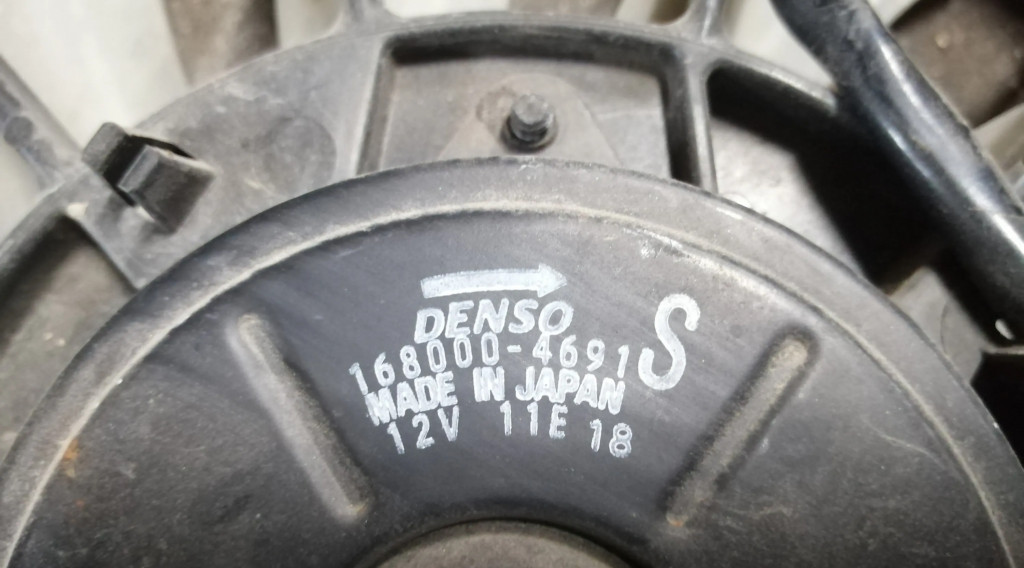 DENSO
168000-4691 S
MADE IN JAPAN
12V 11E 18